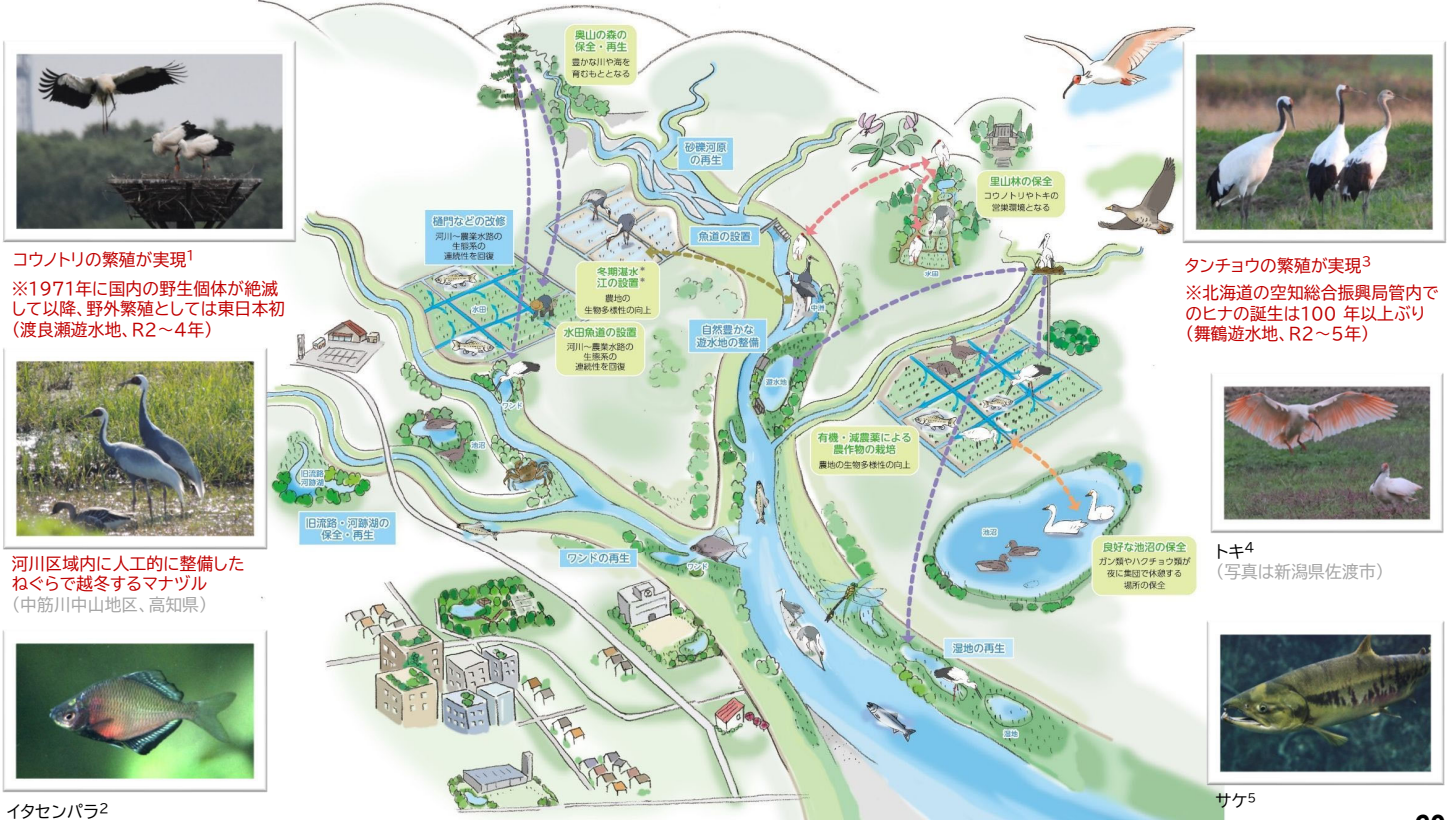 コウノトリの繁殖が実現1
※1971年に国内の野生個体が絶滅
して以降、野外繁殖としては東日本初
(渡良瀬遊水地、R2～4年)
河川区域内に人工的に整備した
ねぐらで越冬するマナヅル
(中筋川中山地区、高知県)
イタセンパラ2
奥山の森の
保全・再生
豊かな川や海を
育むもととなる
砂礫河原
の再生
樋門などの改修
河川～農業水路の
生態系の
連続性を回復
魚道の設置
冬期湛水*
江の設置*
農地の
生物多様性の向上
水田
水田魚道の設置
河川～農業水路の
生態系の
連続性を回復
中洲
自然豊かな
遊水地の整備
遊水地
里山林の保全
コウノトリやトキの
営巣環境となる
水田
ワンド
池沼
旧流路
河跡湖
旧流路・河跡湖の
保全・再生
有機・減農薬による
農作物の栽培
農地の生物多様性の向上
池沼
良好な池沼の保全
ガン類やハクチョウ類が
夜に集団で休憩する
場所の保全
ワンドの再生
ワンド
湿地の再生
湿地
タンチョウの繁殖が実現3
※北海道の空知総合振興局管内で
のヒナの誕生は100 年以上ぶり
(舞鶴遊水地、R2～5年)
トキ4
(写真は新潟県佐渡市)
サケ5